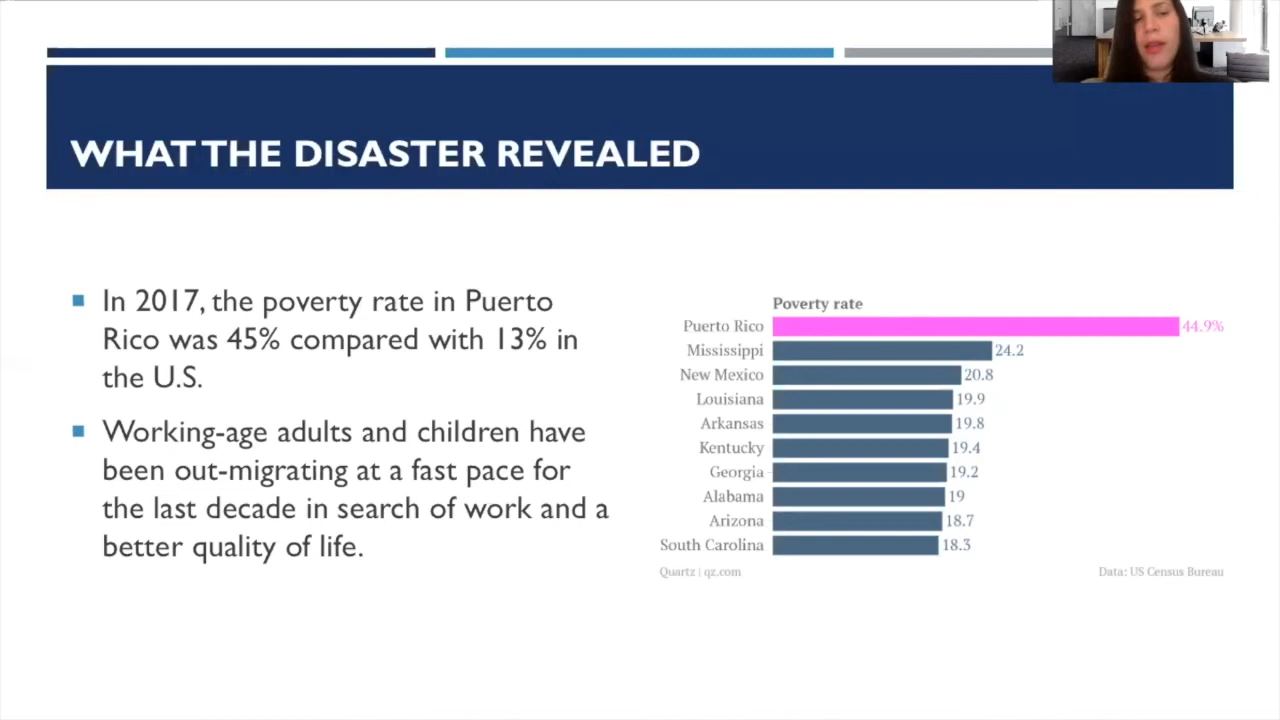 WHAT THE DISASTER REVEALED
In 2017, the poverty rate in Puerto
Rico was 45% compared with 13% in
the U.S.
Working-age adults and children have
been out-migrating at a fast pace for
the last decade in search of work and a
better quality of life.
Poverty rate
Puerto Rico 44.9%
Mississippi 24.2
New Mexico 20.8
Louisiana 19.9
Arkansas 19.8
Kentucky 19.4
Georgia 19.2
Alabama 19
Arizona 18.7
South Carolina 18.3
Quartz | qz.com Data: US Census Bureau